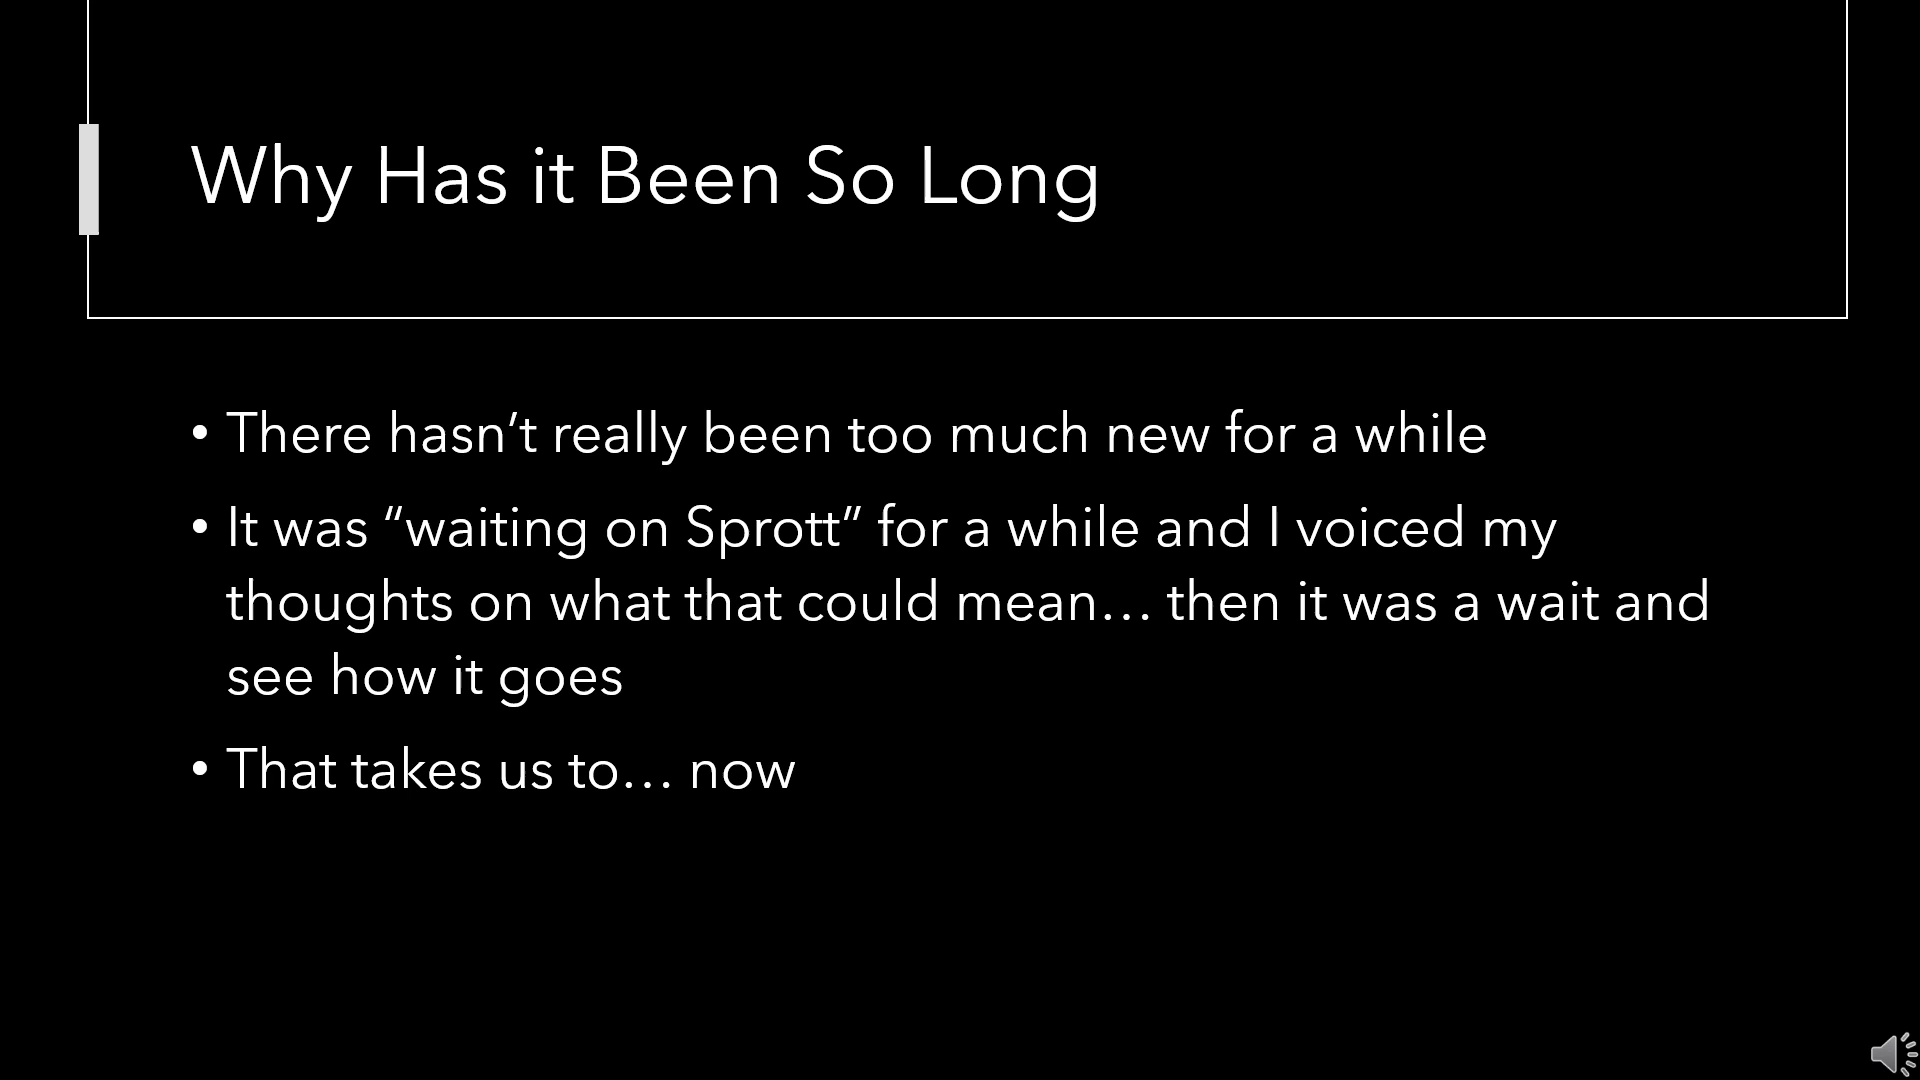 Why Has it Been So Long
• There hasn’t really been too much new for a while
• It was “waiting on Sprott” for a while and I voiced my
thoughts on what that could mean… then it was a wait and
see how it goes
• That takes us to… now